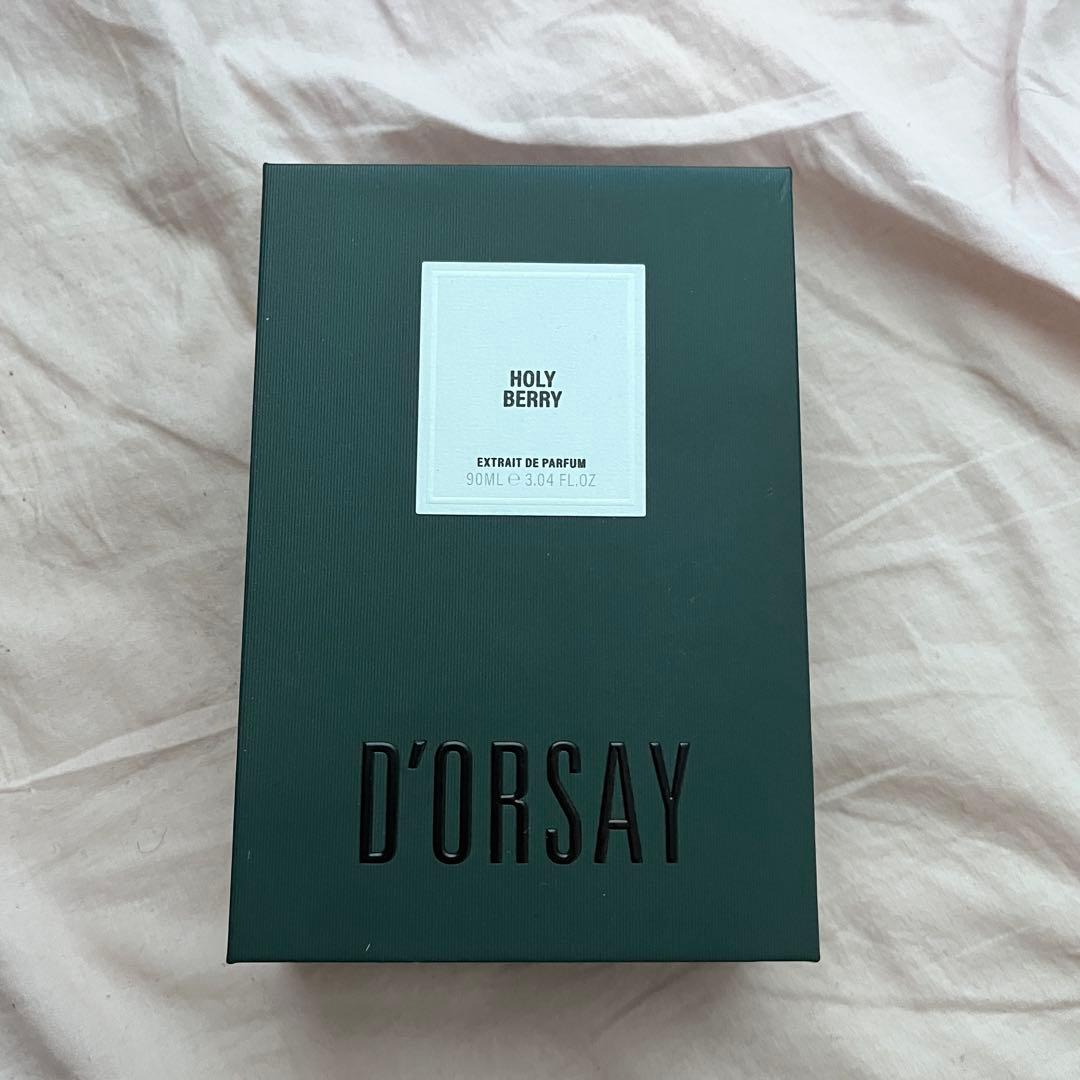 HOLY
BERRY
EXTRAIT DE PARFUM
90ML ℮ 3.04 FL.OZ
D'ORSAY